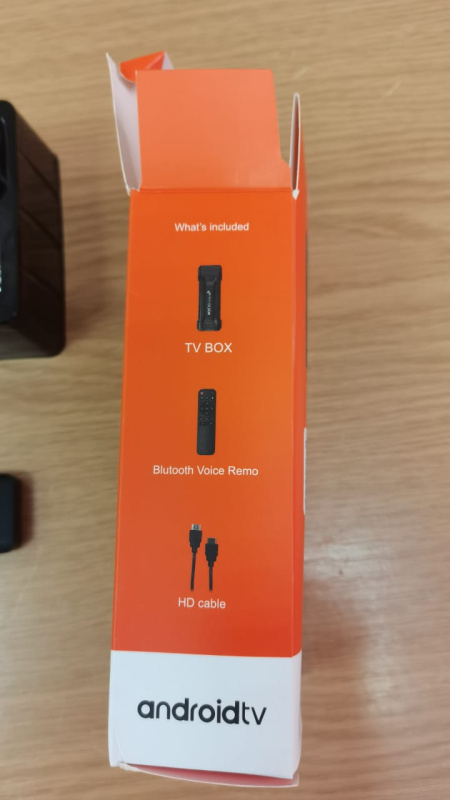 What's included
TV BOX
Blutooth Voice Remo
HD cable
androidtv